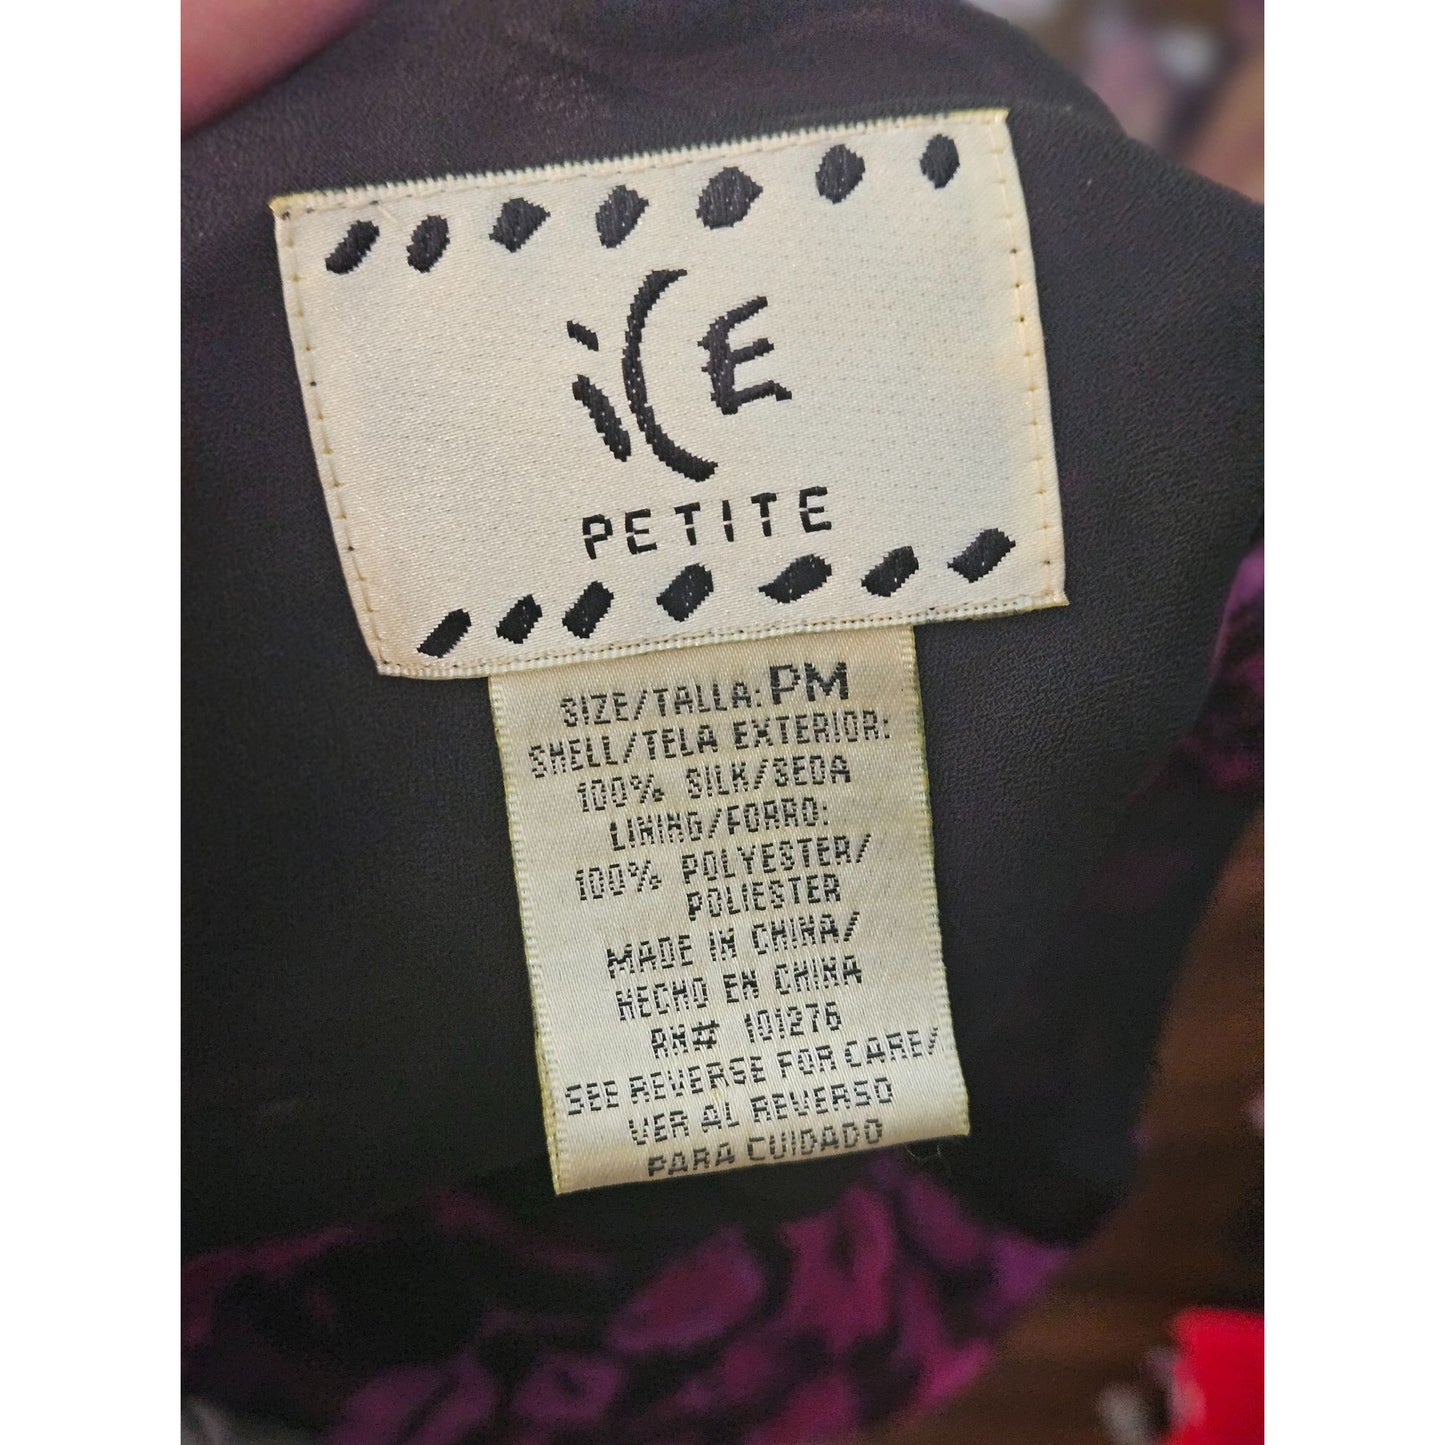 iCE
PETITE
SIZE/TALLA: PM
SHELL/TELA EXTERIOR:
100% SILK/SEDA
LINING/FORRO:
100% POLYESTER/
POLIESTER
MADE IN CHINA/
HECHO EN CHINA
RN# 101276
SEE REVERSE FOR CARE/
VER AL REVERSO
PARA CUIDADO